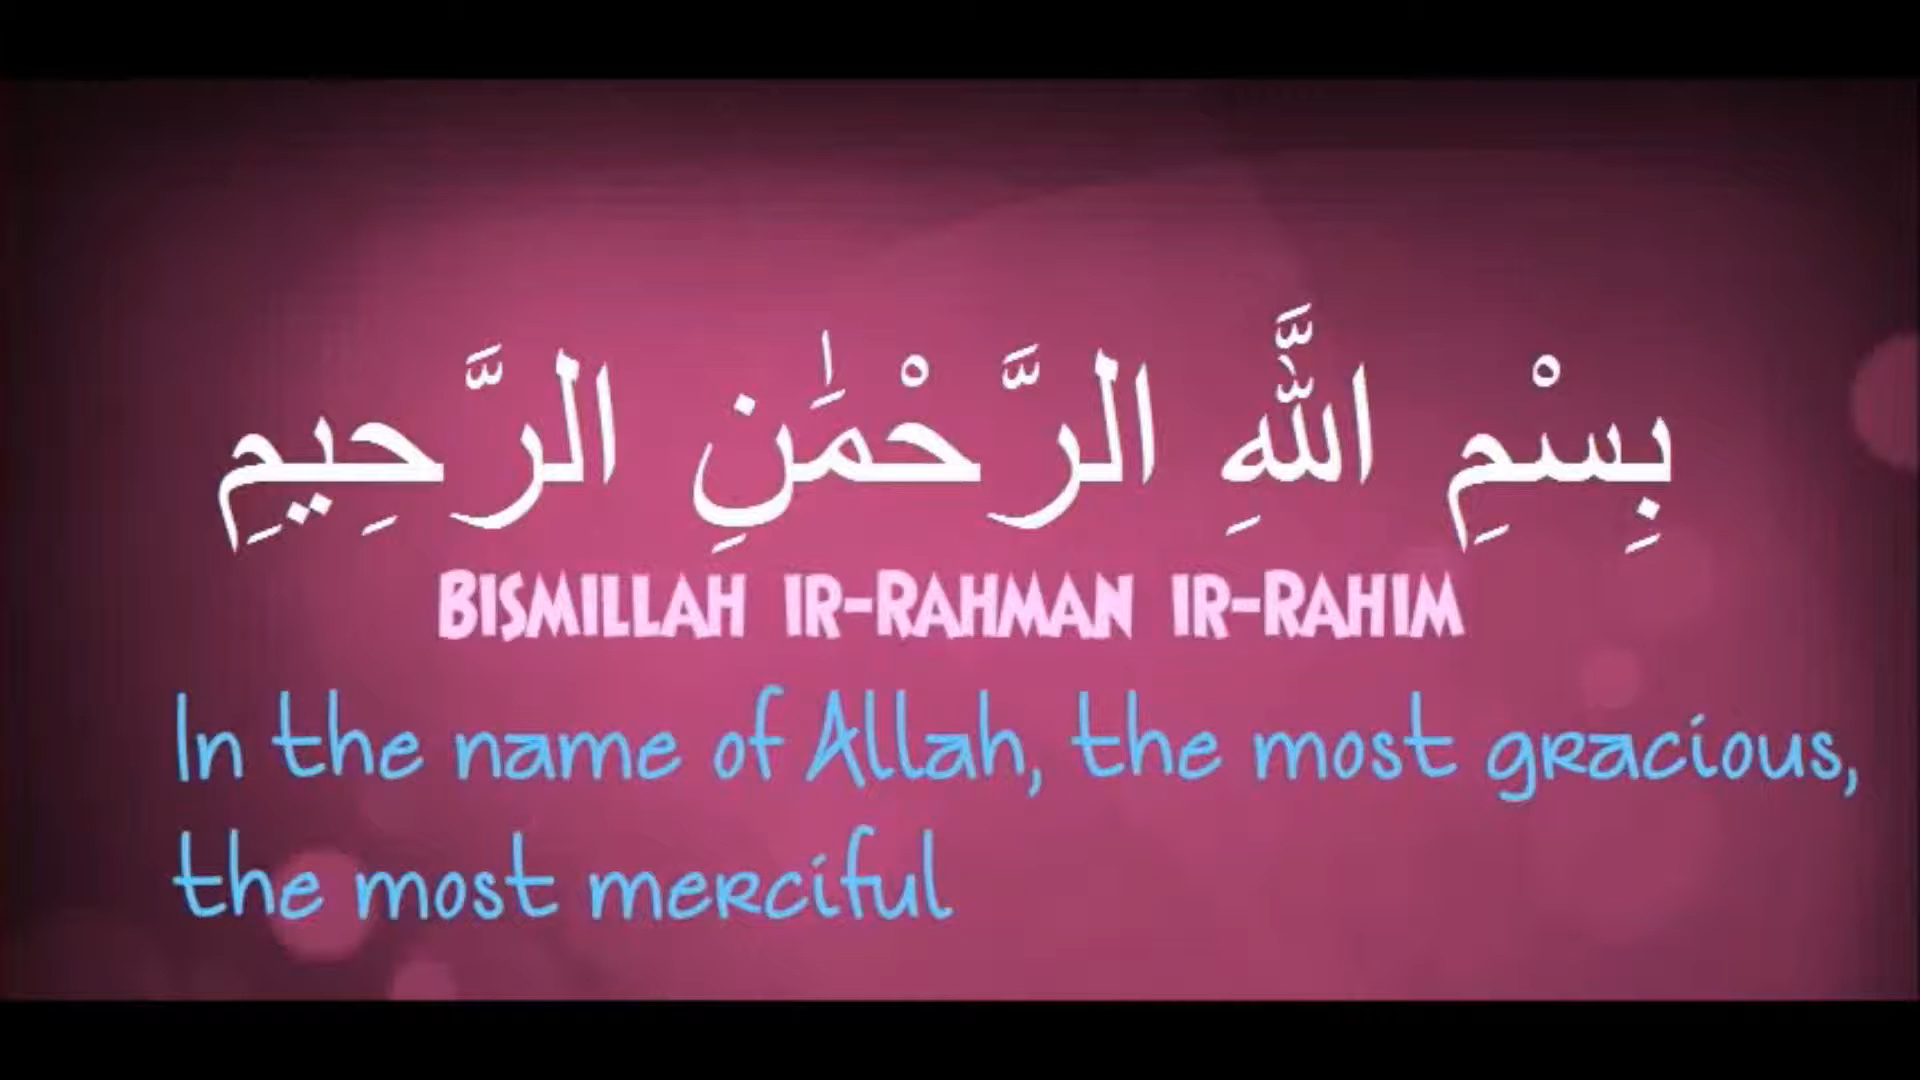 بِسْمِ اللَّهِ الرَّحْمَٰنِ الرَّحِيمِ
BISMILLAH IR-RAHMAN IR-RAHIM
In the name of Allah, the most gracious,
the most merciful